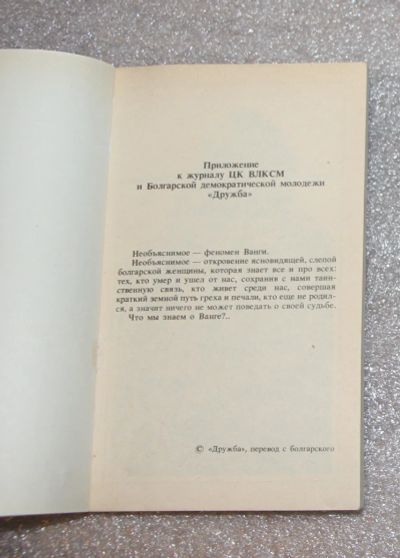 Приложение
к журналу ЦК ВЛКСМ
и Болгарской демократической молодежи
«Дружба»
Необъяснимое — феномен Ванги.
Необъяснимое — откровение ясновидящей, слепой
болгарской женщины, которая знает все и про всех:
тех, кто умер и ушел от нас, сохранив с нами таин-
ственную связь, кто живет среди нас, совершая
краткий земной путь греха и печали, кто еще не родил-
ся, а значит ничего не может поведать о своей судьбе.
Что мы знаем о Ванге?..
© «Дружба», перевод с болгарского